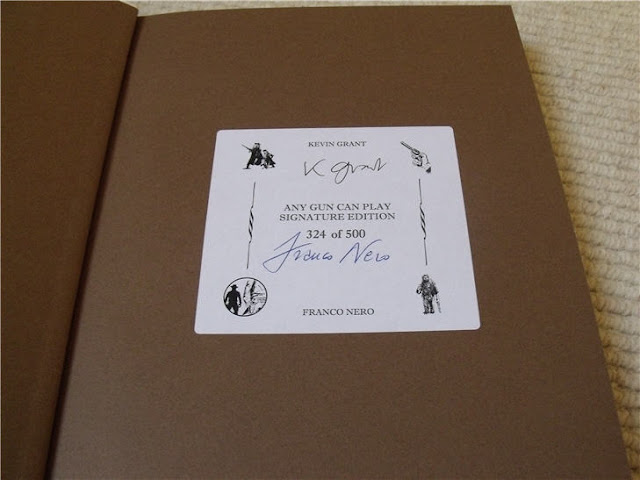 KEVIN GRANT
K Grant
ANY GUN CAN PLAY
SIGNATURE EDITION
324 of 500
Franco Nero
FRANCO NERO